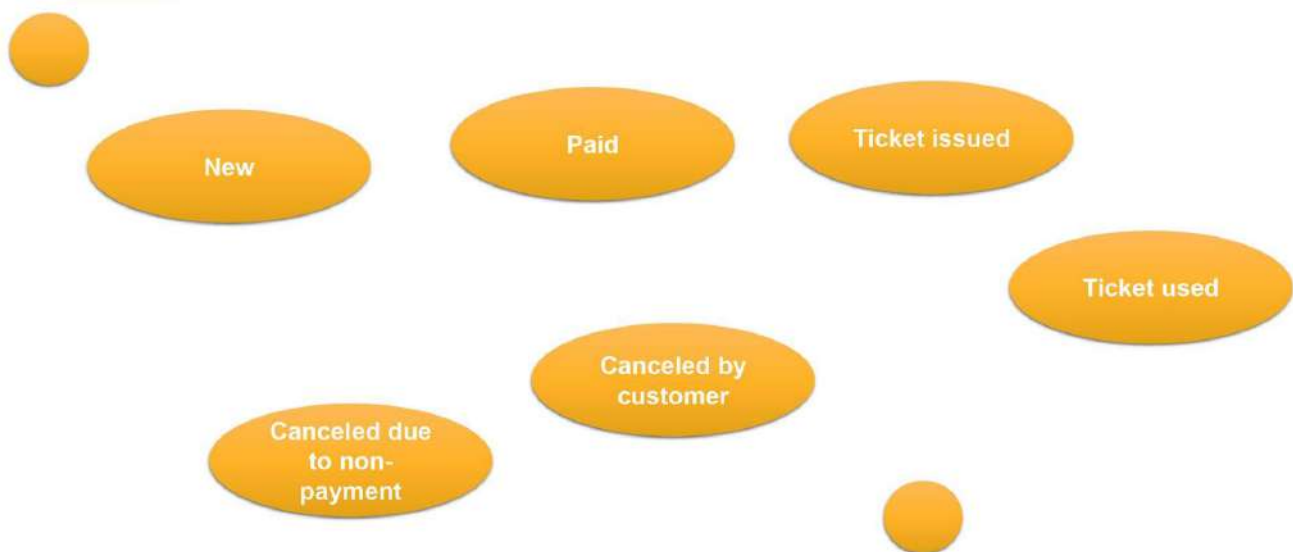 New
Paid
Ticket issued
Ticket used
Canceled by
customer
Canceled due
to non-
payment